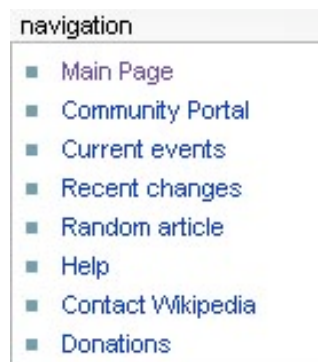 navigation
Main Page
Community Portal
Current events
Recent changes
Random article
Help
Contact Wikipedia
Donations